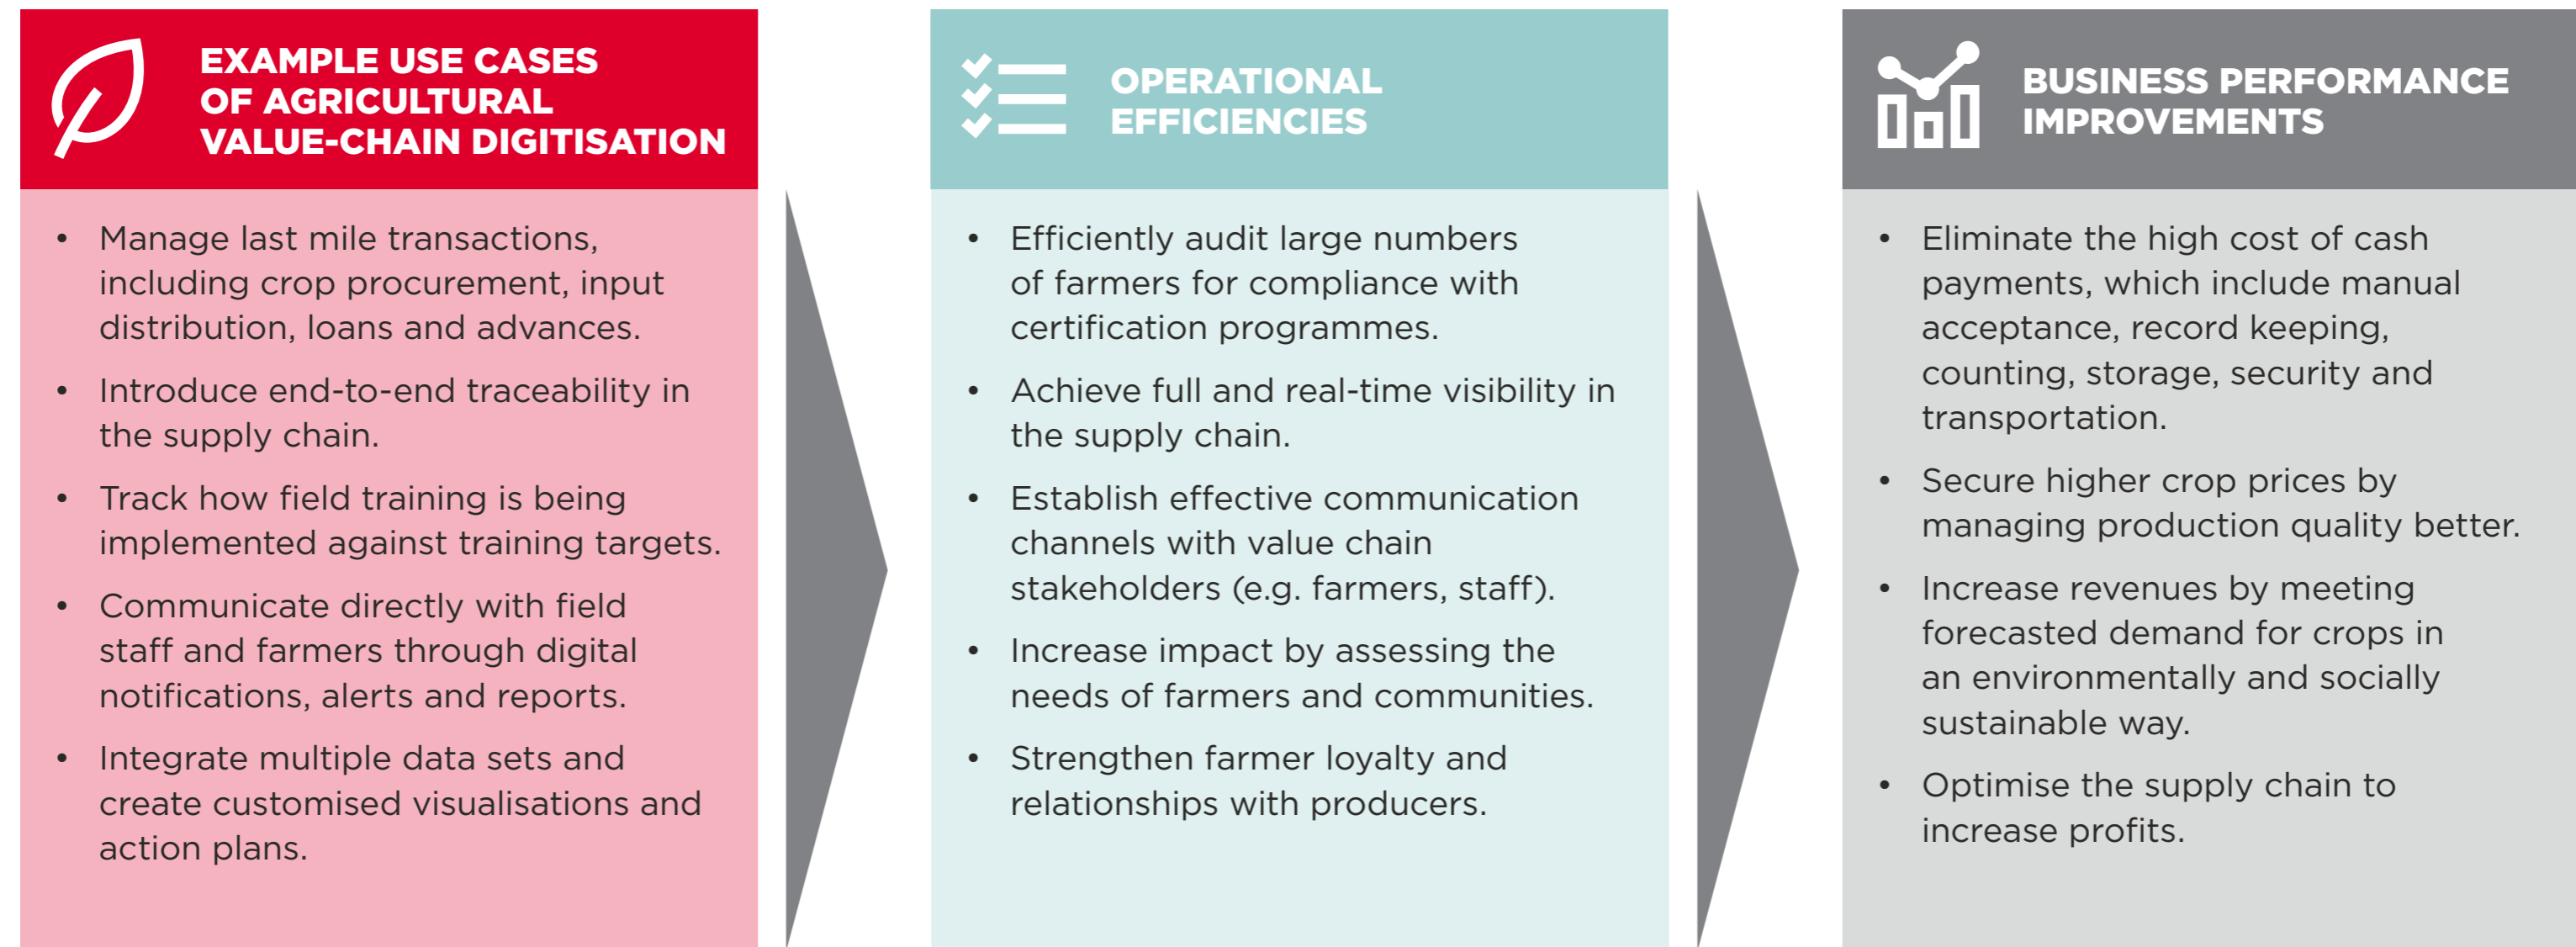 EXAMPLE USE CASES
OF AGRICULTURAL
VALUE-CHAIN DIGITISATION
• Manage last mile transactions,
including crop procurement, input
distribution, loans and advances.
• Introduce end-to-end traceability in
the supply chain.
• Track how field training is being
implemented against training targets.
• Communicate directly with field
staff and farmers through digital
notifications, alerts and reports.
• Integrate multiple data sets and
create customised visualisations and
action plans.
OPERATIONAL
EFFICIENCIES
• Efficiently audit large numbers
of farmers for compliance with
certification programmes.
• Achieve full and real-time visibility in
the supply chain.
• Establish effective communication
channels with value chain
stakeholders (e.g. farmers, staff).
• Increase impact by assessing the
needs of farmers and communities.
• Strengthen farmer loyalty and
relationships with producers.
BUSINESS PERFORMANCE
IMPROVEMENTS
• Eliminate the high cost of cash
payments, which include manual
acceptance, record keeping,
counting, storage, security and
transportation.
• Secure higher crop prices by
managing production quality better.
• Increase revenues by meeting
forecasted demand for crops in
an environmentally and socially
sustainable way.
• Optimise the supply chain to
increase profits.